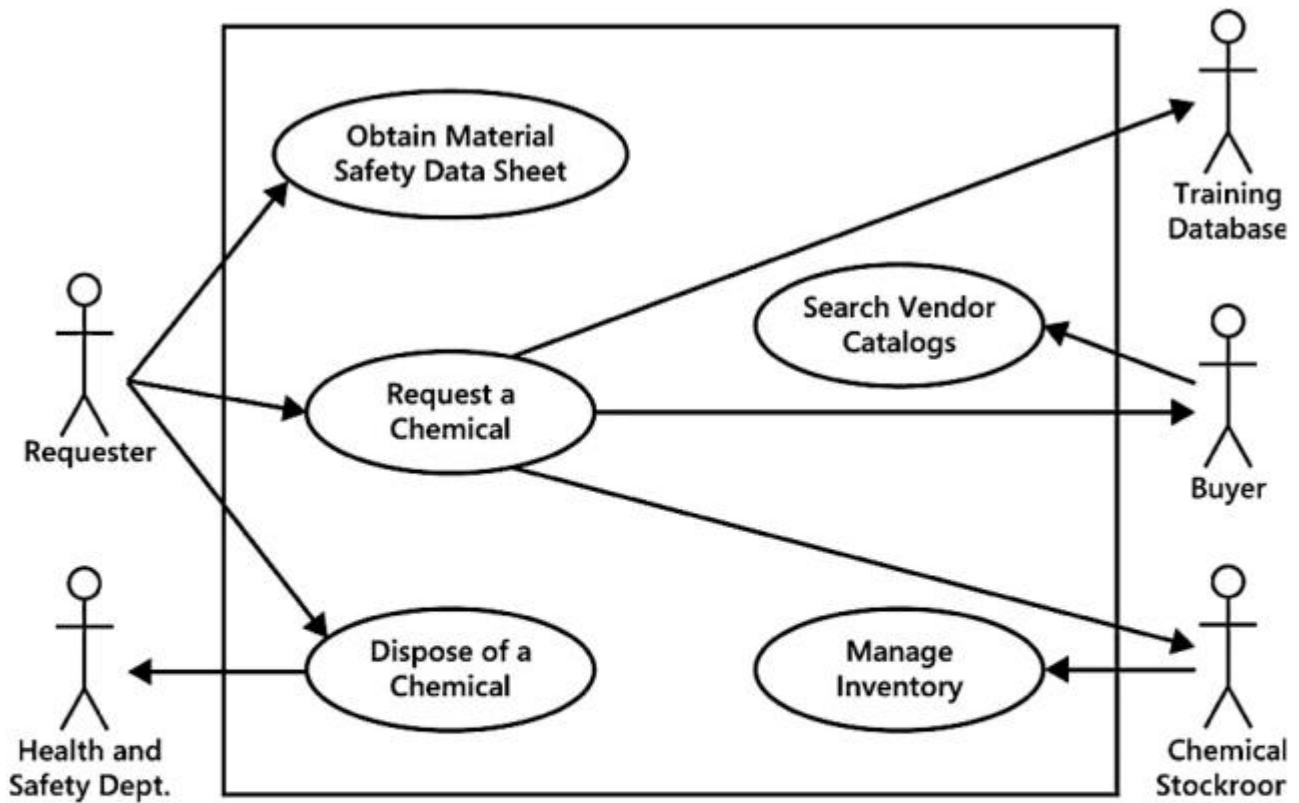 Obtain Material
Safety Data Sheet
Training
Database
Search Vendor
Catalogs
Request a
Chemical
Requester
Buyer
Dispose of a
Chemical
Manage
Inventory
Health and
Safety Dept.
Chemical
Stockroor